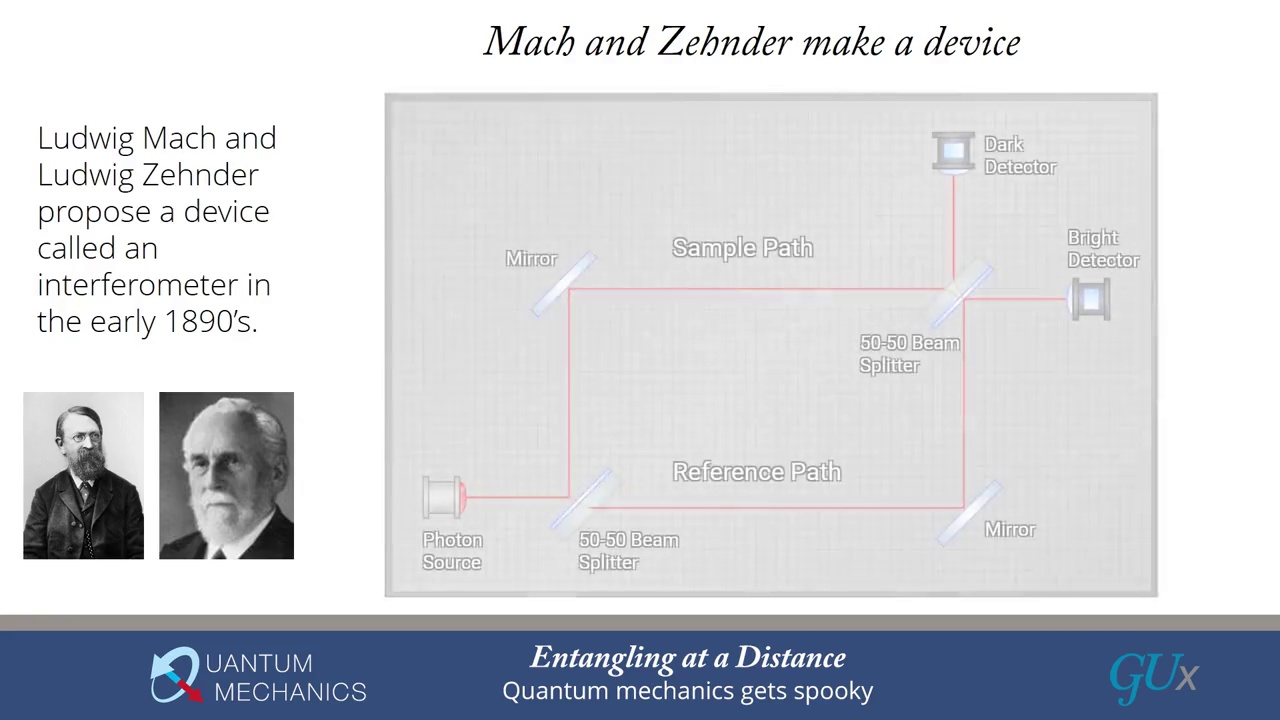 Mach and Zehnder make a device
Ludwig Mach and
Ludwig Zehnder
propose a device
called an
interferometer in
the early 1890's.
Dark
Detector
Bright
Detector
Mirror
Sample Path
50-50 Beam
Splitter
Reference Path
Photon
Source
50-50 Beam
Splitter
Mirror
QUANTUM
MECHANICS
Entangling at a Distance
Quantum mechanics gets spooky
GUx